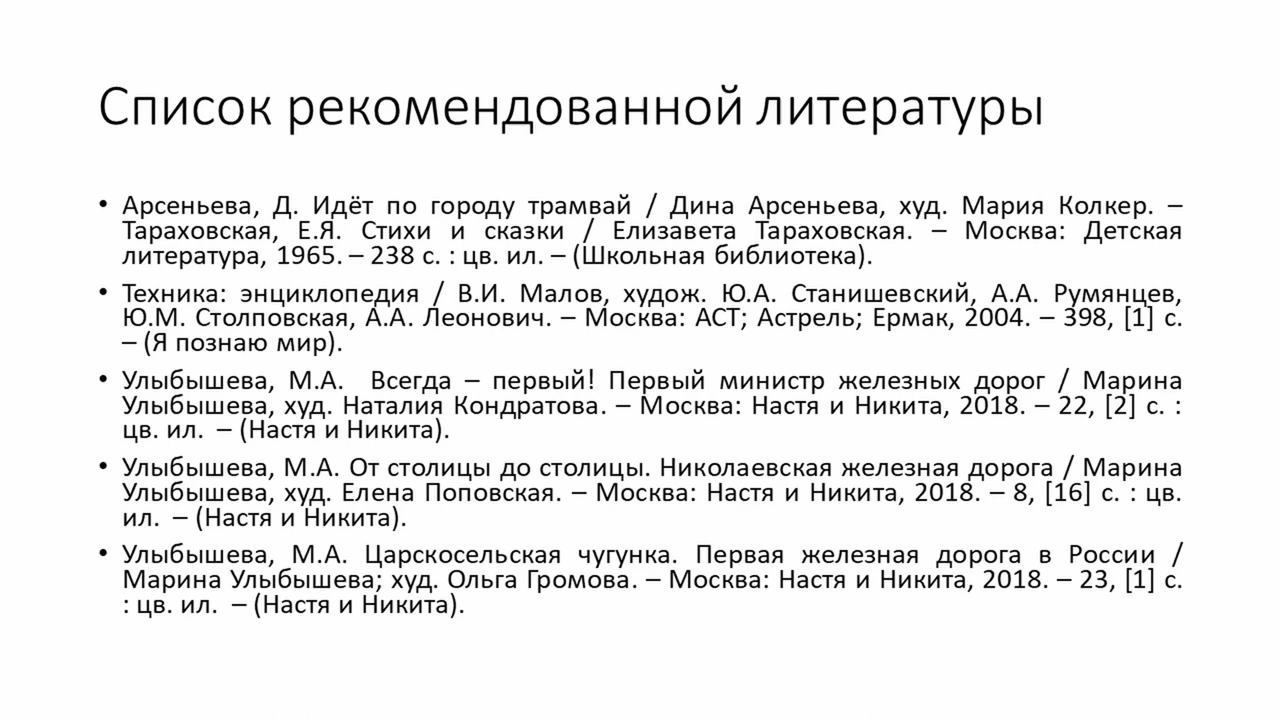 Список рекомендованной литературы
• Арсеньева, Д. Идёт по городу трамвай / Дина Арсеньева, худ. Мария Колкер. –
Тараховская, Е.Я. Стихи и сказки / Елизавета Тараховская. – Москва: Детская
литература, 1965. – 238 с. : цв. ил. – (Школьная библиотека).
• Техника: энциклопедия / В.И. Малов, худож. Ю.А. Станишевский, А.А. Румянцев,
Ю.М. Столповская, А.А. Леонович. – Москва: АСТ; Астрель; Ермак, 2004. – 398, [1] с.
– (Я познаю мир).
• Улыбышева, М.А.  Всегда – первый! Первый министр железных дорог / Марина
Улыбышева, худ. Наталия Кондратова. – Москва: Настя и Никита, 2018. – 22, [2] с. :
цв. ил.  – (Настя и Никита).
• Улыбышева, М.А. От столицы до столицы. Николаевская железная дорога / Марина
Улыбышева, худ. Елена Поповская. – Москва: Настя и Никита, 2018. – 8, [16] с. : цв.
ил.  – (Настя и Никита).
• Улыбышева, М.А. Царскосельская чугунка. Первая железная дорога в России /
Марина Улыбышева; худ. Ольга Громова. – Москва: Настя и Никита, 2018. – 23, [1] с.
: цв. ил.  – (Настя и Никита).